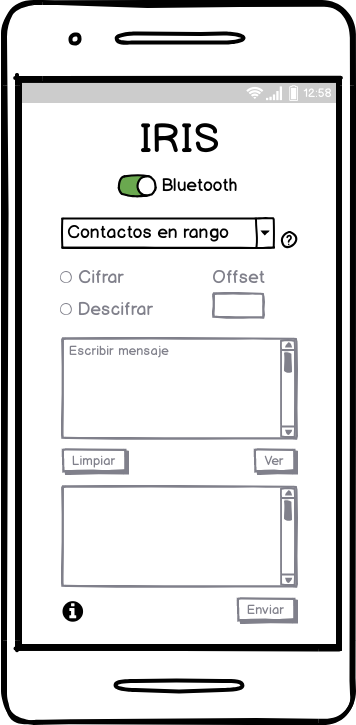 12:58
IRIS
Bluetooth
Contactos en rango
?
Cifrar
Offset
Descifrar
Escribir mensaje
Limpiar
Ver
i
Enviar